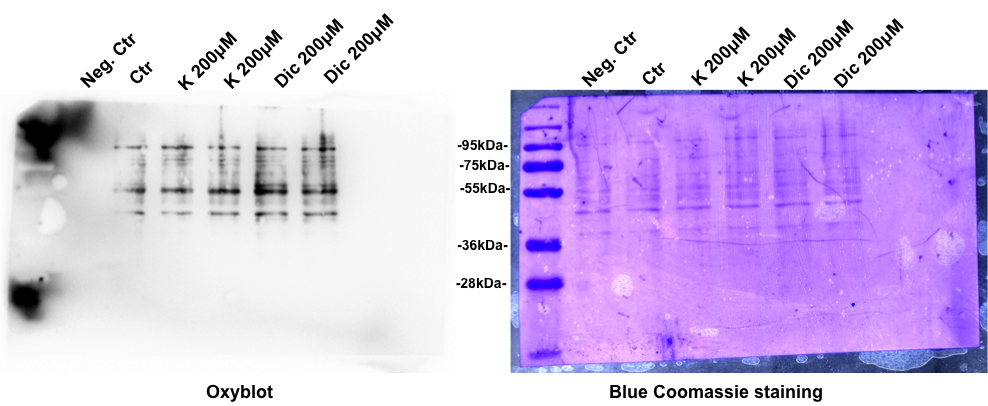 Neg. Ctr
Ctr
K 200µM
K 200µM
Dic 200µM
Dic 200µM
Neg. Ctr
Ctr
K 200µM
K 200µM
Dic 200µM
Dic 200µM
-95kDa-
-75kDa-
-55kDa-
-36kDa-
-28kDa-
Oxyblot
Blue Coomassie staining